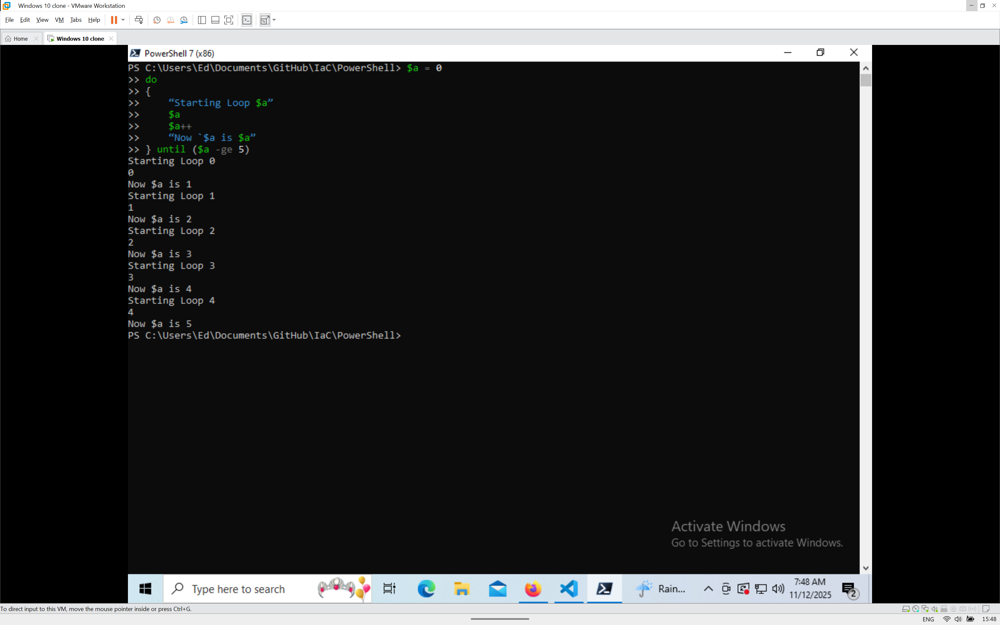 Windows 10 clone - VMware Workstation
File Edit View VM Tabs Help
Home Windows 10 clone
PowerShell 7 (x86)
PS C:\Users\Ed\Documents\GitHub\IaC\PowerShell> $a = 0
>> do
>> {
>>     “Starting Loop $a”
>>     $a
>>     $a++
>>     “Now `$a is $a”
>> } until ($a -ge 5)
Starting Loop 0
0
Now $a is 1
Starting Loop 1
1
Now $a is 2
Starting Loop 2
2
Now $a is 3
Starting Loop 3
3
Now $a is 4
Starting Loop 4
4
Now $a is 5
PS C:\Users\Ed\Documents\GitHub\IaC\PowerShell>
Activate Windows
Go to Settings to activate Windows.
Type here to search
Rain...
7:48 AM
11/12/2025
2
To direct input to this VM, move the mouse pointer inside or press Ctrl+G.
ENG 15:48